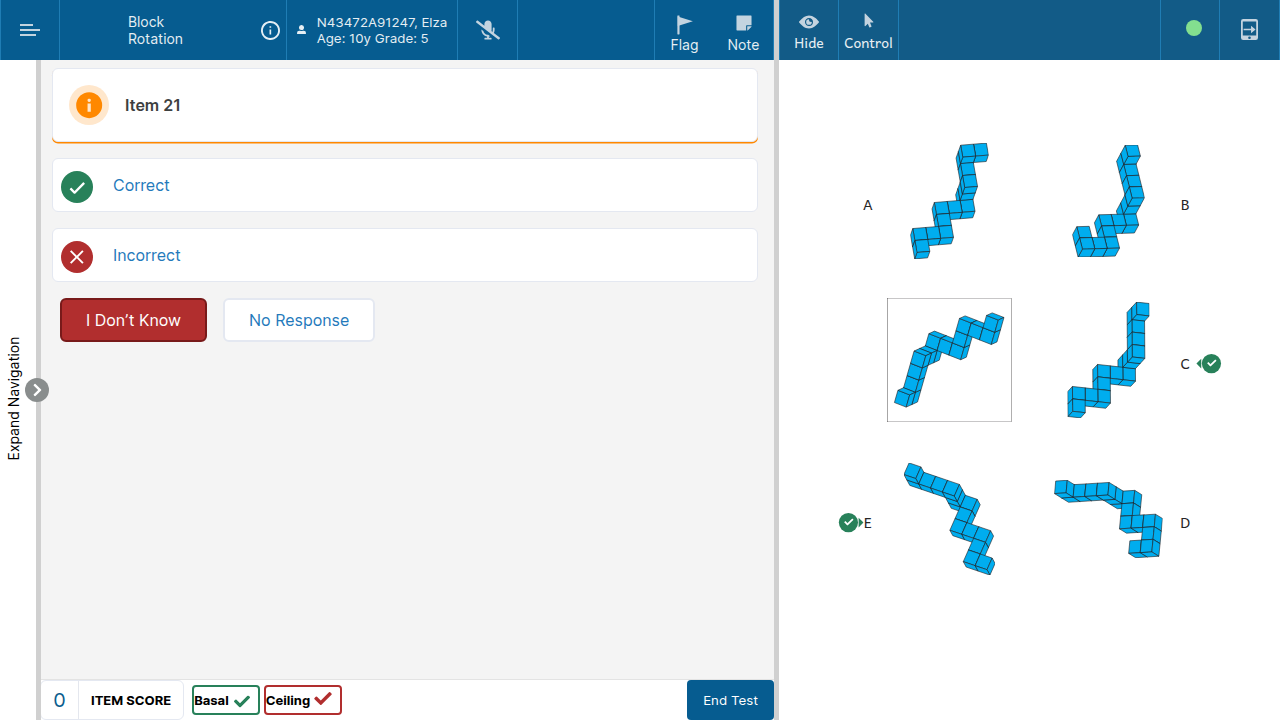 Block
Rotation
N43472A91247, Elza
Age: 10y Grade: 5
Flag
Note
Hide
Control
Expand Navigation
Item 21
Correct
Incorrect
I Don't Know
No Response
A
B
C
E
D
0
ITEM SCORE
Basal
Ceiling
End Test